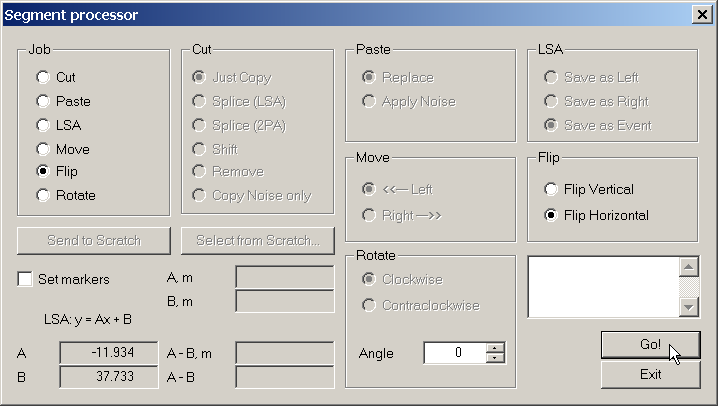 Segment processor
Job
Cut
Paste
LSA
Move
Flip
Rotate
Cut
Just Copy
Splice (LSA)
Splice (2PA)
Shift
Remove
Copy Noise only
Paste
Replace
Apply Noise
LSA
Save as Left
Save as Right
Save as Event
Move
<<— Left
Right —>>
Flip
Flip Vertical
Flip Horizontal
Send to Scratch
Select from Scratch...
Set markers
LSA: y = Ax + B
A -11.934
B 37.733
A, m
B, m
A - B, m
A - B
Rotate
Clockwise
Contraclockwise
Angle 0
Go!
Exit